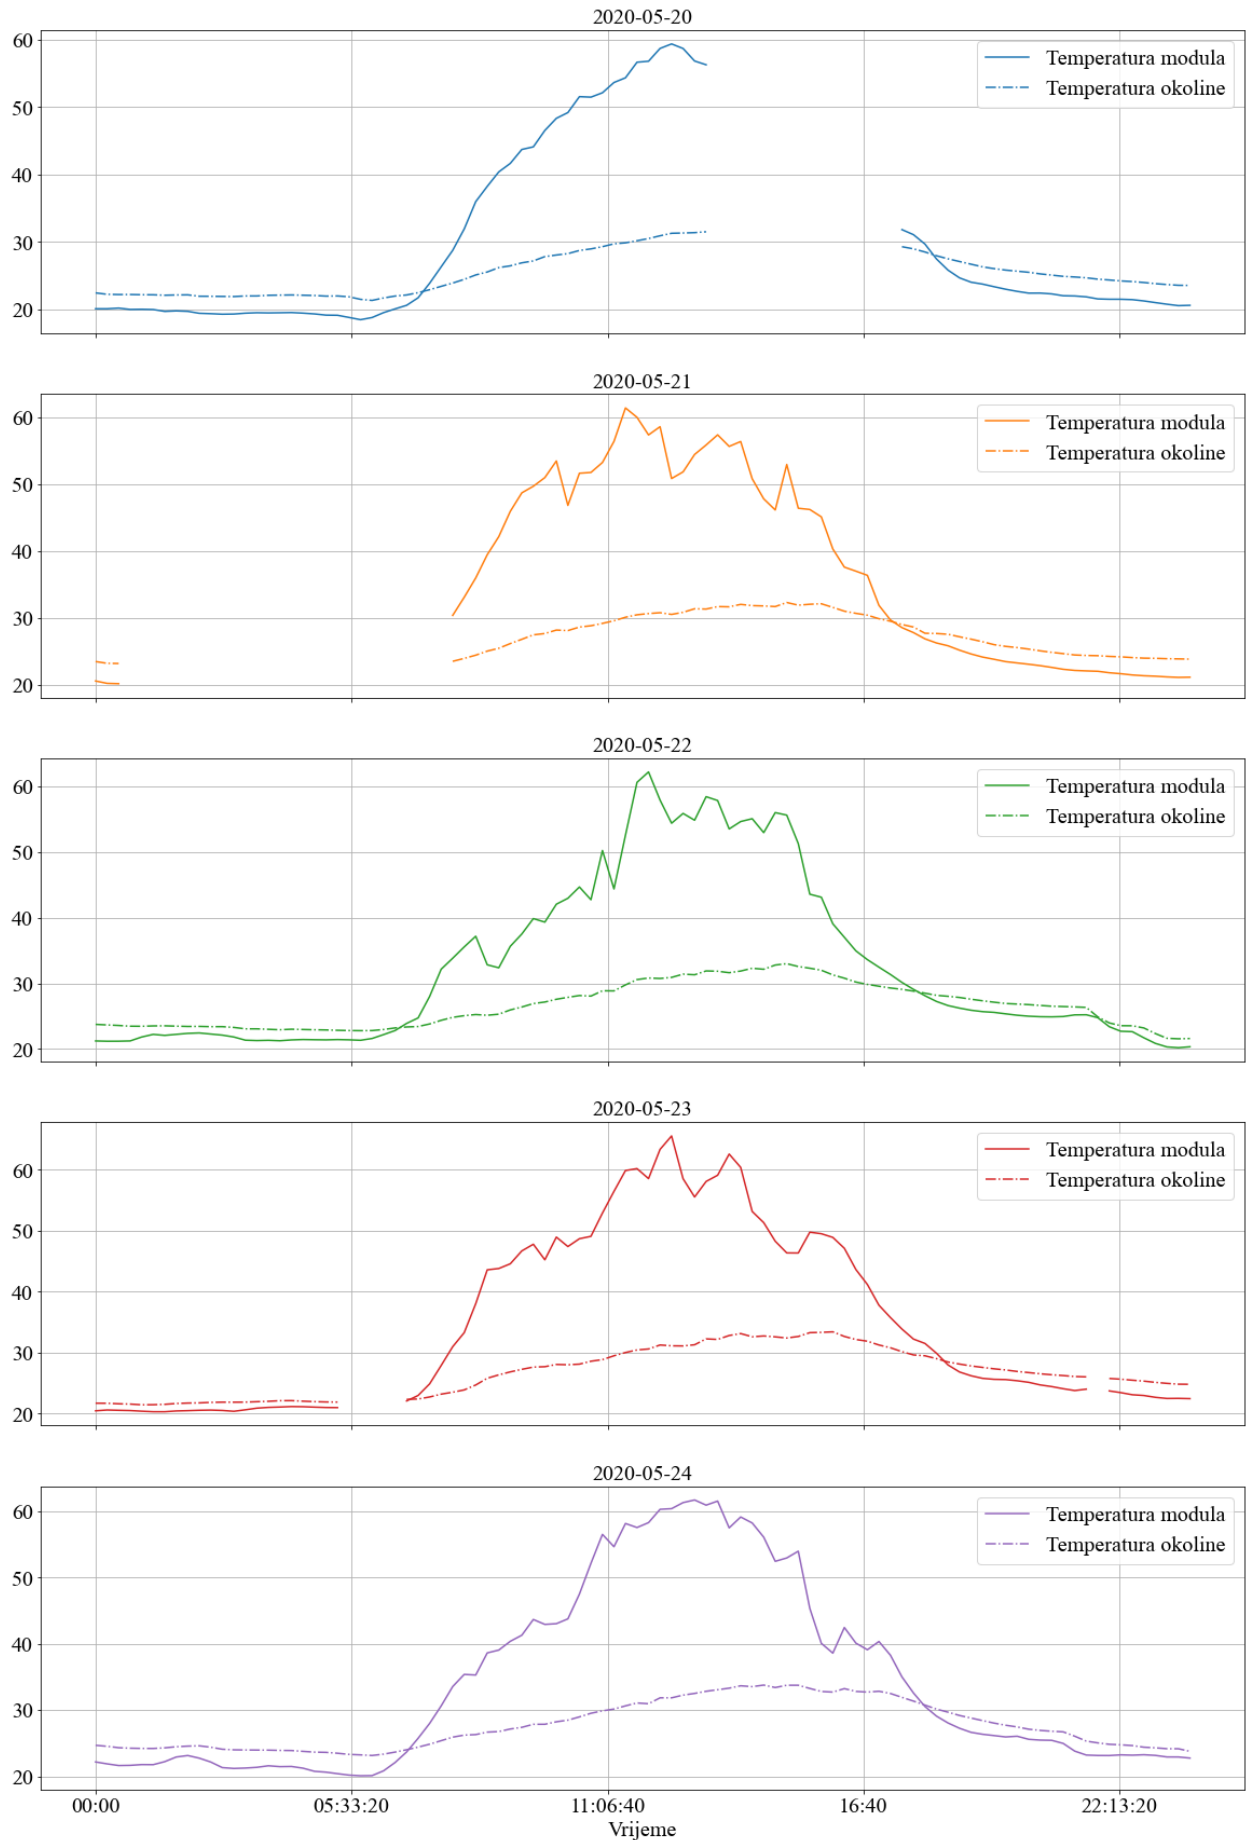 2020-05-20
60
50
40
30
20
Temperatura modula
Temperatura okoline
2020-05-21
60
50
40
30
20
Temperatura modula
Temperatura okoline
2020-05-22
60
50
40
30
20
Temperatura modula
Temperatura okoline
2020-05-23
60
50
40
30
20
Temperatura modula
Temperatura okoline
2020-05-24
60
50
40
30
20
Temperatura modula
Temperatura okoline
00:00 05:33:20 11:06:40 16:40 22:13:20
Vrijeme